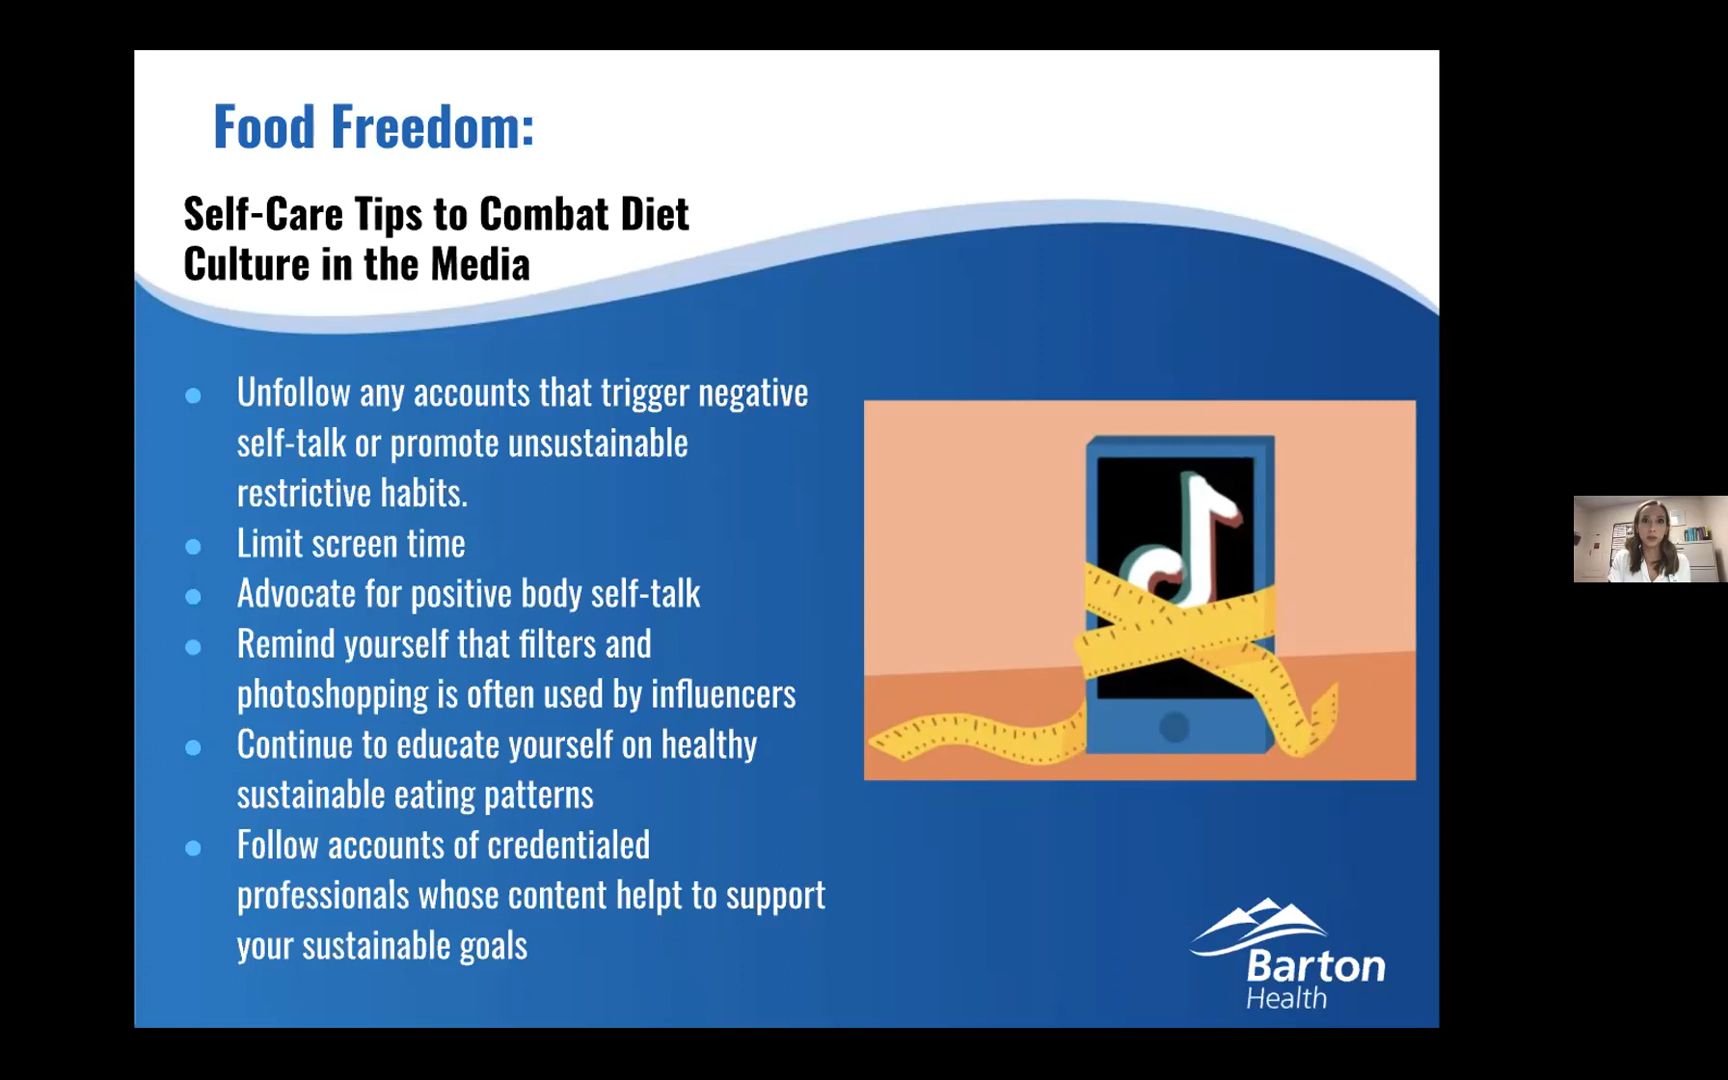 Food Freedom:
Self-Care Tips to Combat Diet
Culture in the Media
Unfollow any accounts that trigger negative
self-talk or promote unsustainable
restrictive habits.
Limit screen time
Advocate for positive body self-talk
Remind yourself that filters and
photoshopping is often used by influencers
Continue to educate yourself on healthy
sustainable eating patterns
Follow accounts of credentialed
professionals whose content helpt to support
your sustainable goals
Barton
Health